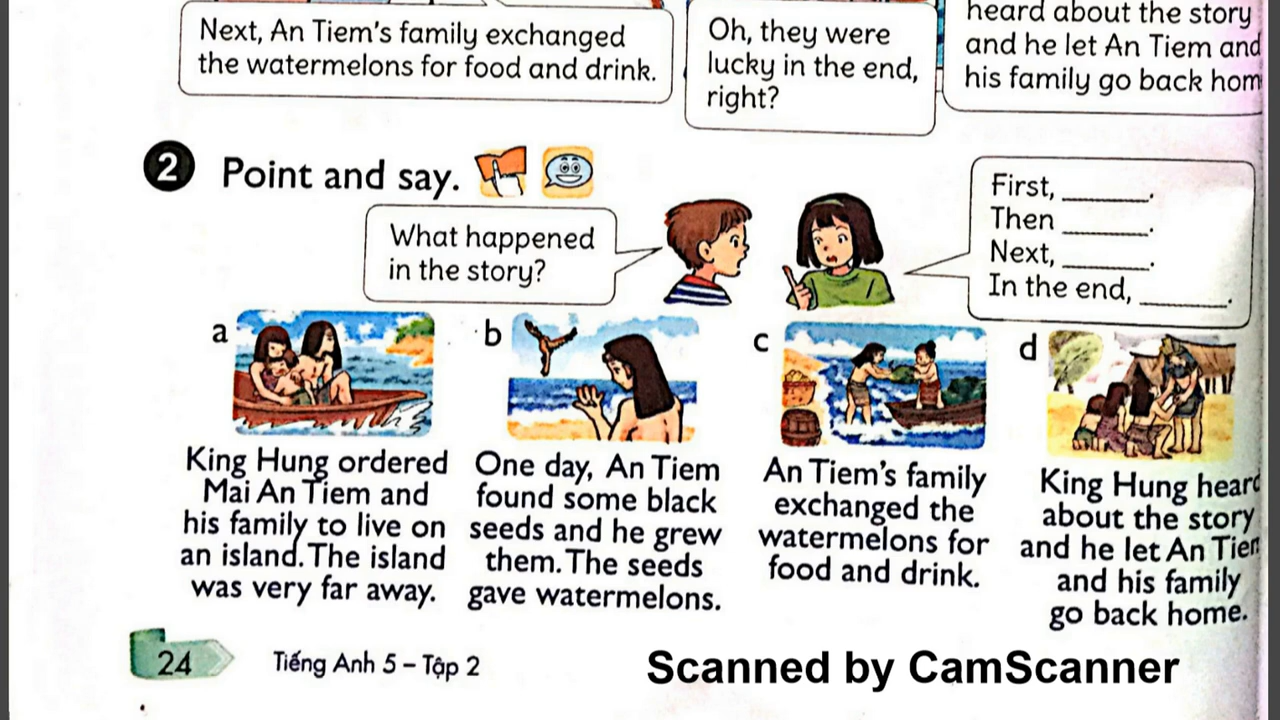 Next, An Tiem's family exchanged
the watermelons for food and drink.
Oh, they were
lucky in the end,
right?
heard about the story
and he let An Tiem and
his family go back hom
2 Point and say.
What happened
in the story?
First, ________.
Then ________.
Next, ________.
In the end, ________.
a
King Hung ordered
Mai An Tiem and
his family to live on
an island. The island
was very far away.
b
One day, An Tiem
found some black
seeds and he grew
them. The seeds
gave watermelons.
c
An Tiem's family
exchanged the
watermelons for
food and drink.
d
King Hung heard
about the story
and he let An Tiem
and his family
go back home.
24 Tiếng Anh 5 – Tập 2
Scanned by CamScanner